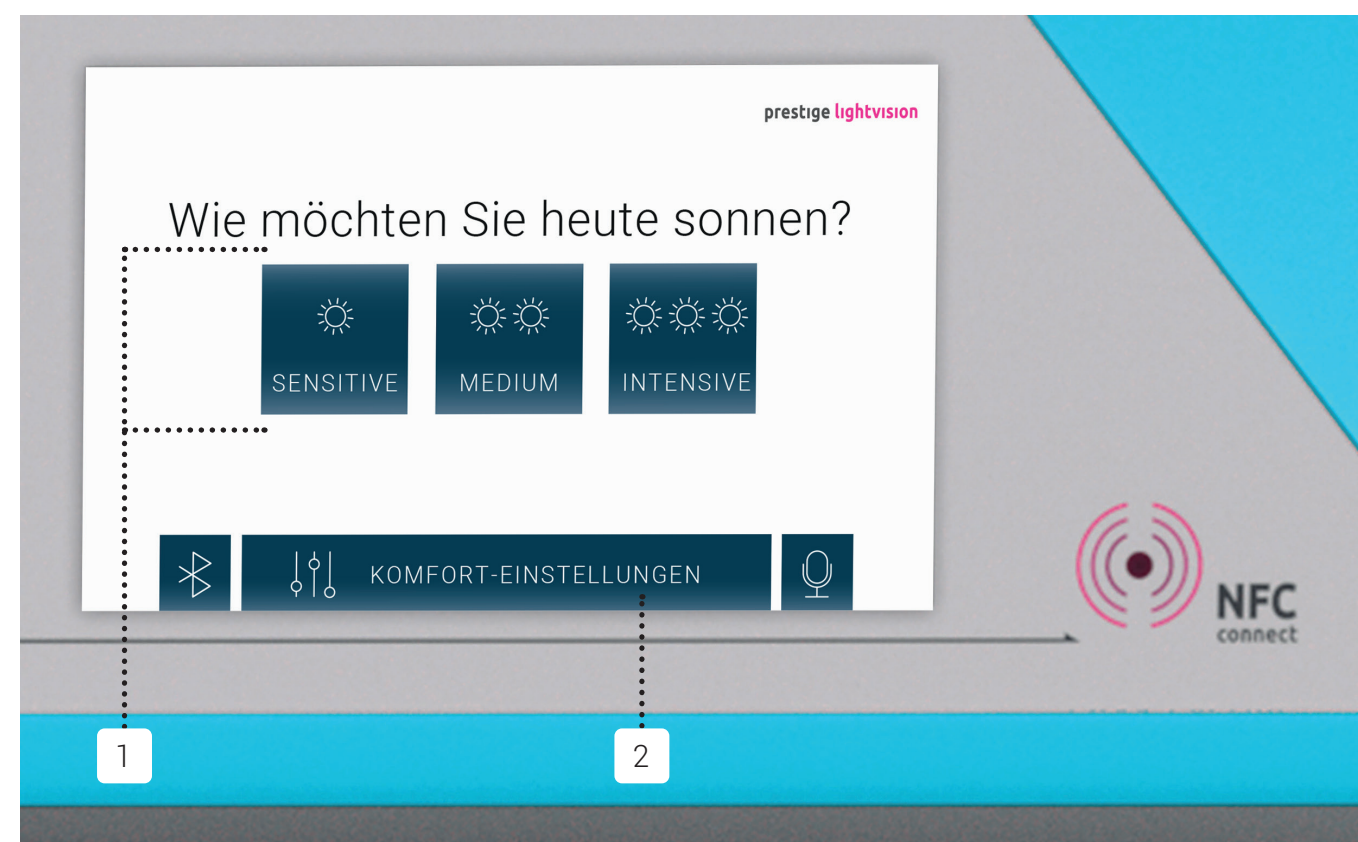 prestige lightvision
Wie möchten Sie heute sonnen?
SENSITIVE MEDIUM INTENSIVE
KOMFORT-EINSTELLUNGEN
NFC
connect
1 2